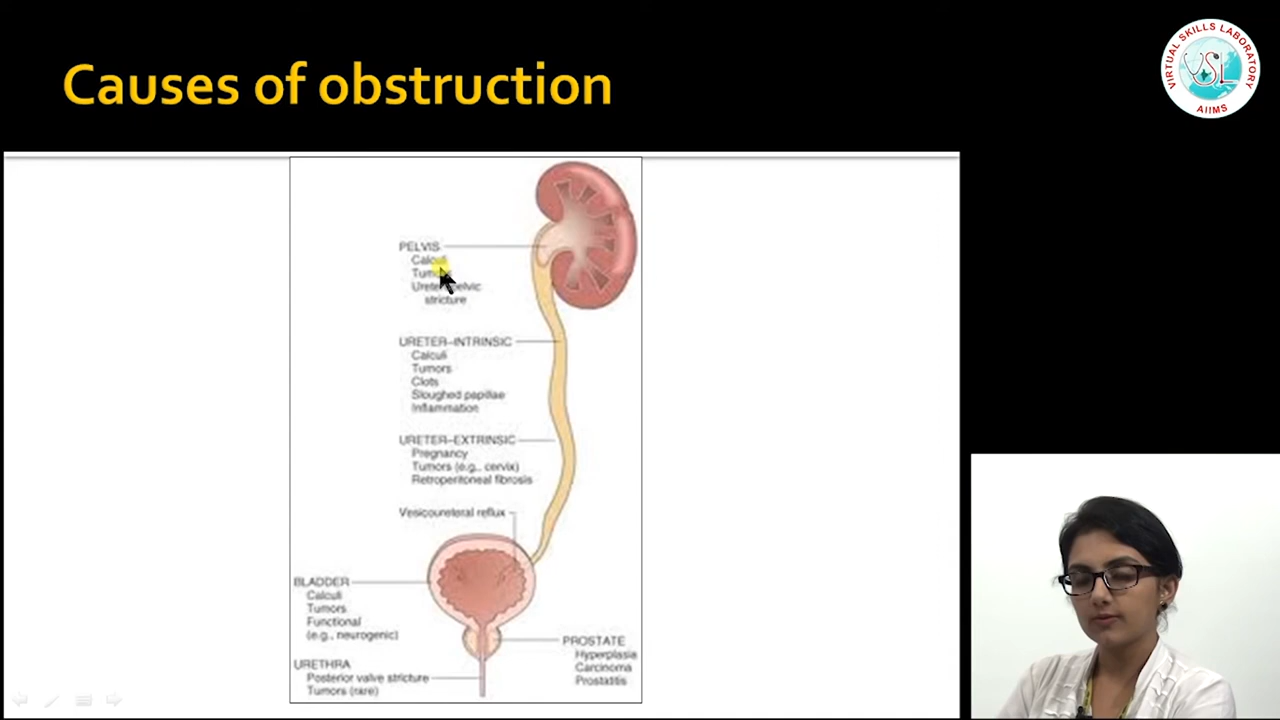 Causes of obstruction
VIRTUAL SKILLS LABORATORY
VSL
AIIMS
PELVIS
Calculi
Tumors
Ureteropelvic
stricture
URETER–INTRINSIC
Calculi
Tumors
Clots
Sloughed papillae
Inflammation
URETER–EXTRINSIC
Pregnancy
Tumors (e.g., cervix)
Retroperitoneal fibrosis
Vesicoureteral reflux
BLADDER
Calculi
Tumors
Functional
(e.g., neurogenic)
PROSTATE
Hyperplasia
Carcinoma
Prostatitis
URETHRA
Posterior valve stricture
Tumors (rare)